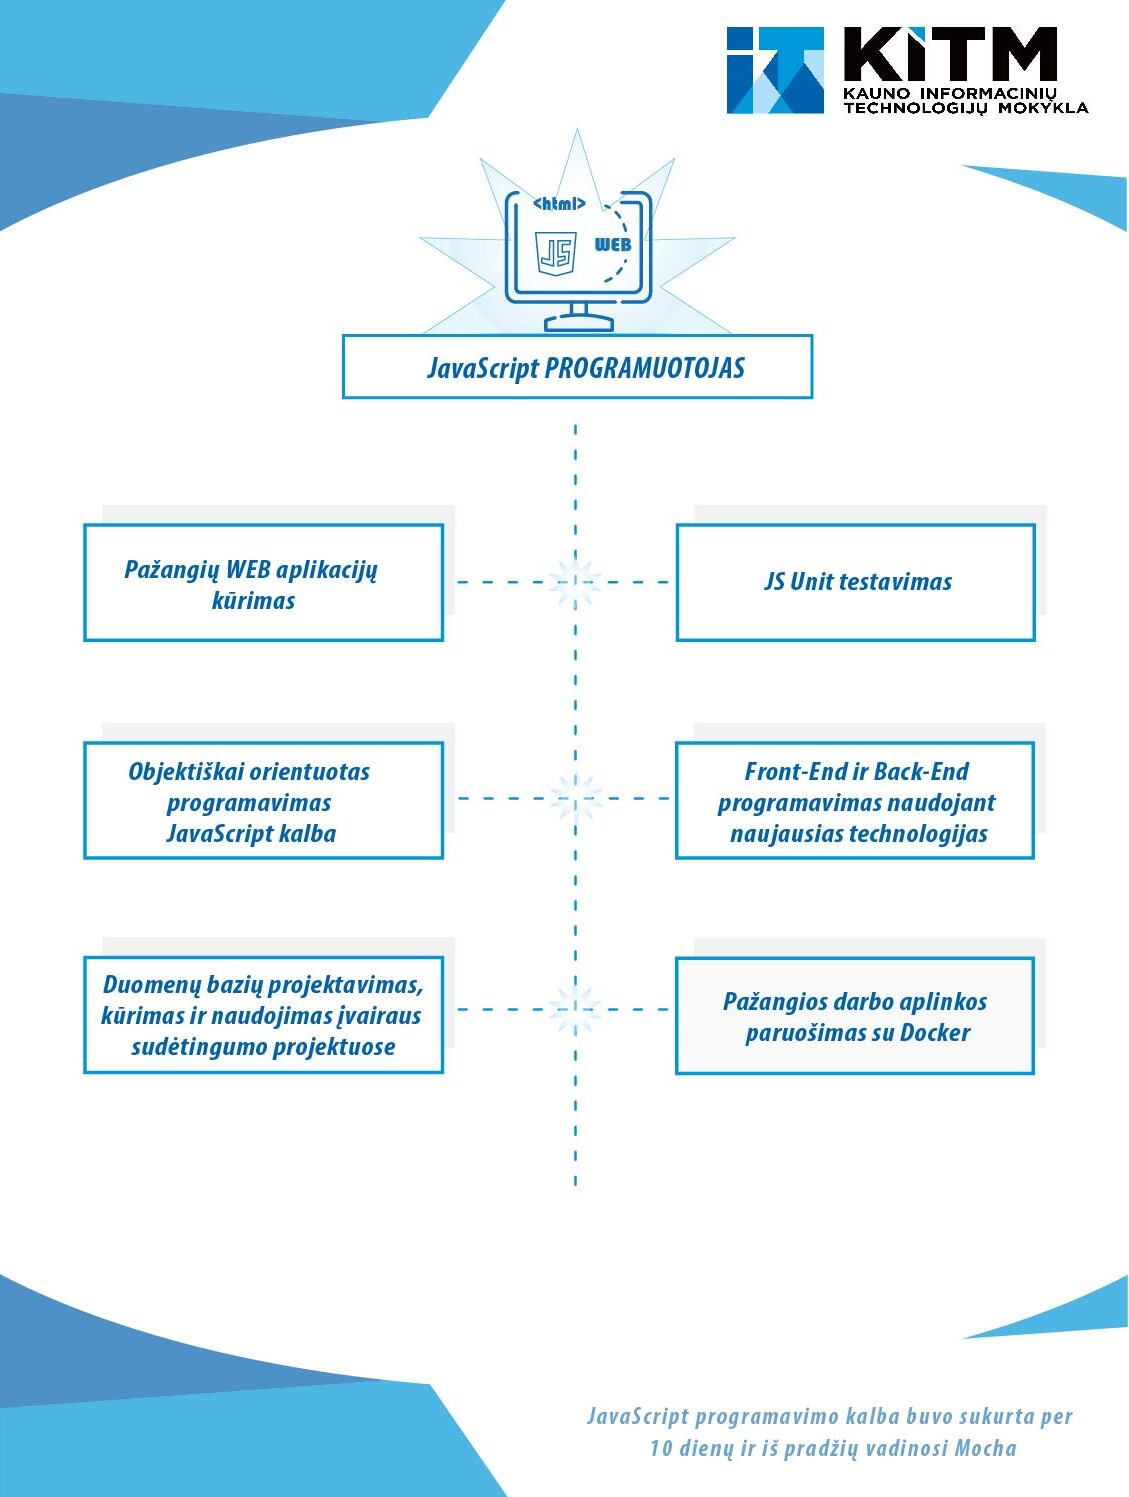 KiTM
KAUNO INFORMACINIŲ
TECHNOLOGIJŲ MOKYKLA
<html>
JS
WEB
JavaScript PROGRAMUOTOJAS
Pažangių WEB aplikacijų
kūrimas
JS Unit testavimas
Objektiškai orientuotas
programavimas
JavaScript kalba
Front-End ir Back-End
programavimas naudojant
naujausias technologijas
Duomenų bazių projektavimas,
kūrimas ir naudojimas įvairaus
sudėtingumo projektuose
Pažangios darbo aplinkos
paruošimas su Docker
JavaScript programavimo kalba buvo sukurta per
10 dienų ir iš pradžių vadinosi Mocha